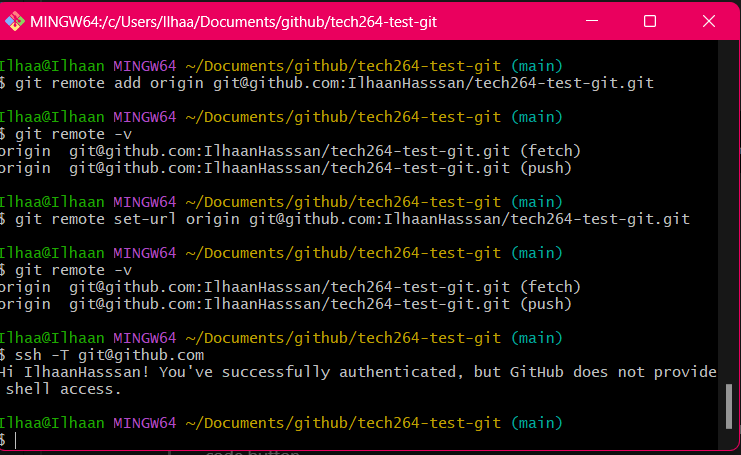 MINGW64:/c/Users/Ilhaa/Documents/github/tech264-test-git
Ilhaa@Ilhaan MINGW64 ~/Documents/github/tech264-test-git (main)
$ git remote add origin git@github.com:IlhaanHasssan/tech264-test-git.git
Ilhaa@Ilhaan MINGW64 ~/Documents/github/tech264-test-git (main)
$ git remote -v
origin  git@github.com:IlhaanHasssan/tech264-test-git.git (fetch)
origin  git@github.com:IlhaanHasssan/tech264-test-git.git (push)
Ilhaa@Ilhaan MINGW64 ~/Documents/github/tech264-test-git (main)
$ git remote set-url origin git@github.com:IlhaanHasssan/tech264-test-git.git
Ilhaa@Ilhaan MINGW64 ~/Documents/github/tech264-test-git (main)
$ git remote -v
origin  git@github.com:IlhaanHasssan/tech264-test-git.git (fetch)
origin  git@github.com:IlhaanHasssan/tech264-test-git.git (push)
Ilhaa@Ilhaan MINGW64 ~/Documents/github/tech264-test-git (main)
$ ssh -T git@github.com
Hi IlhaanHasssan! You've successfully authenticated, but GitHub does not provide
 shell access.
Ilhaa@Ilhaan MINGW64 ~/Documents/github/tech264-test-git (main)
$
code button